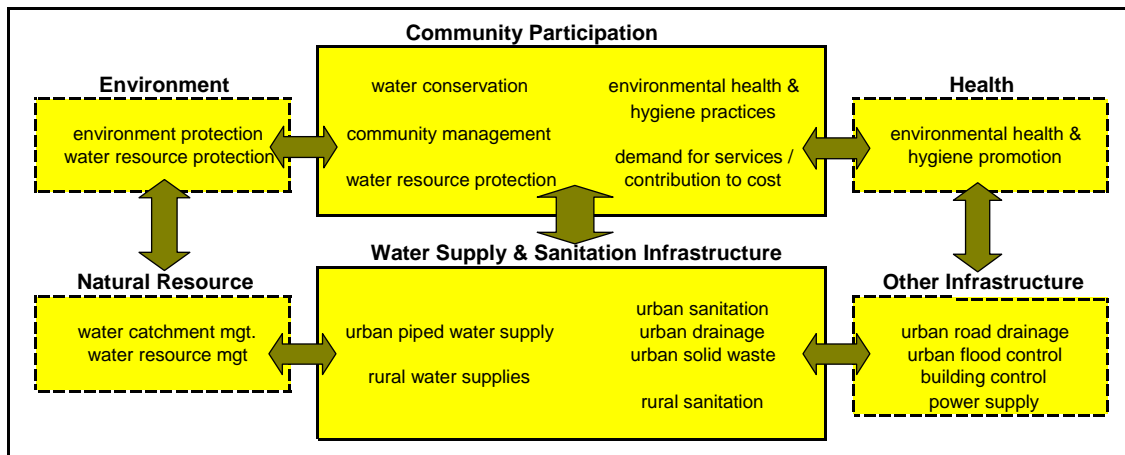 Community Participation
water conservation
community management
water resource protection
environmental health &
hygiene practices
demand for services /
contribution to cost
Environment
environment protection
water resource protection
Health
environmental health &
hygiene promotion
Water Supply & Sanitation Infrastructure
urban piped water supply
rural water supplies
urban sanitation
urban drainage
urban solid waste
rural sanitation
Natural Resource
water catchment mgt.
water resource mgt
Other Infrastructure
urban road drainage
urban flood control
building control
power supply